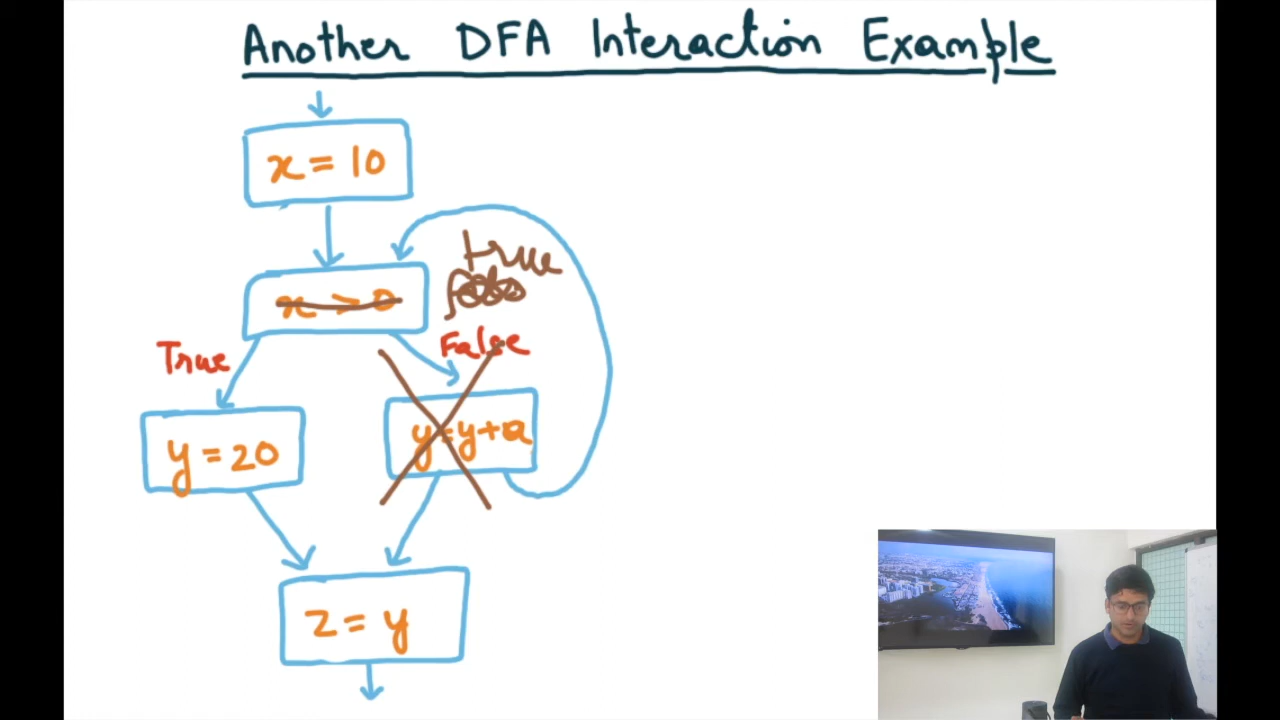 Another DFA Interaction Example
x = 10
true
x > 0
False
True
y = y + a
y = 20
z = y